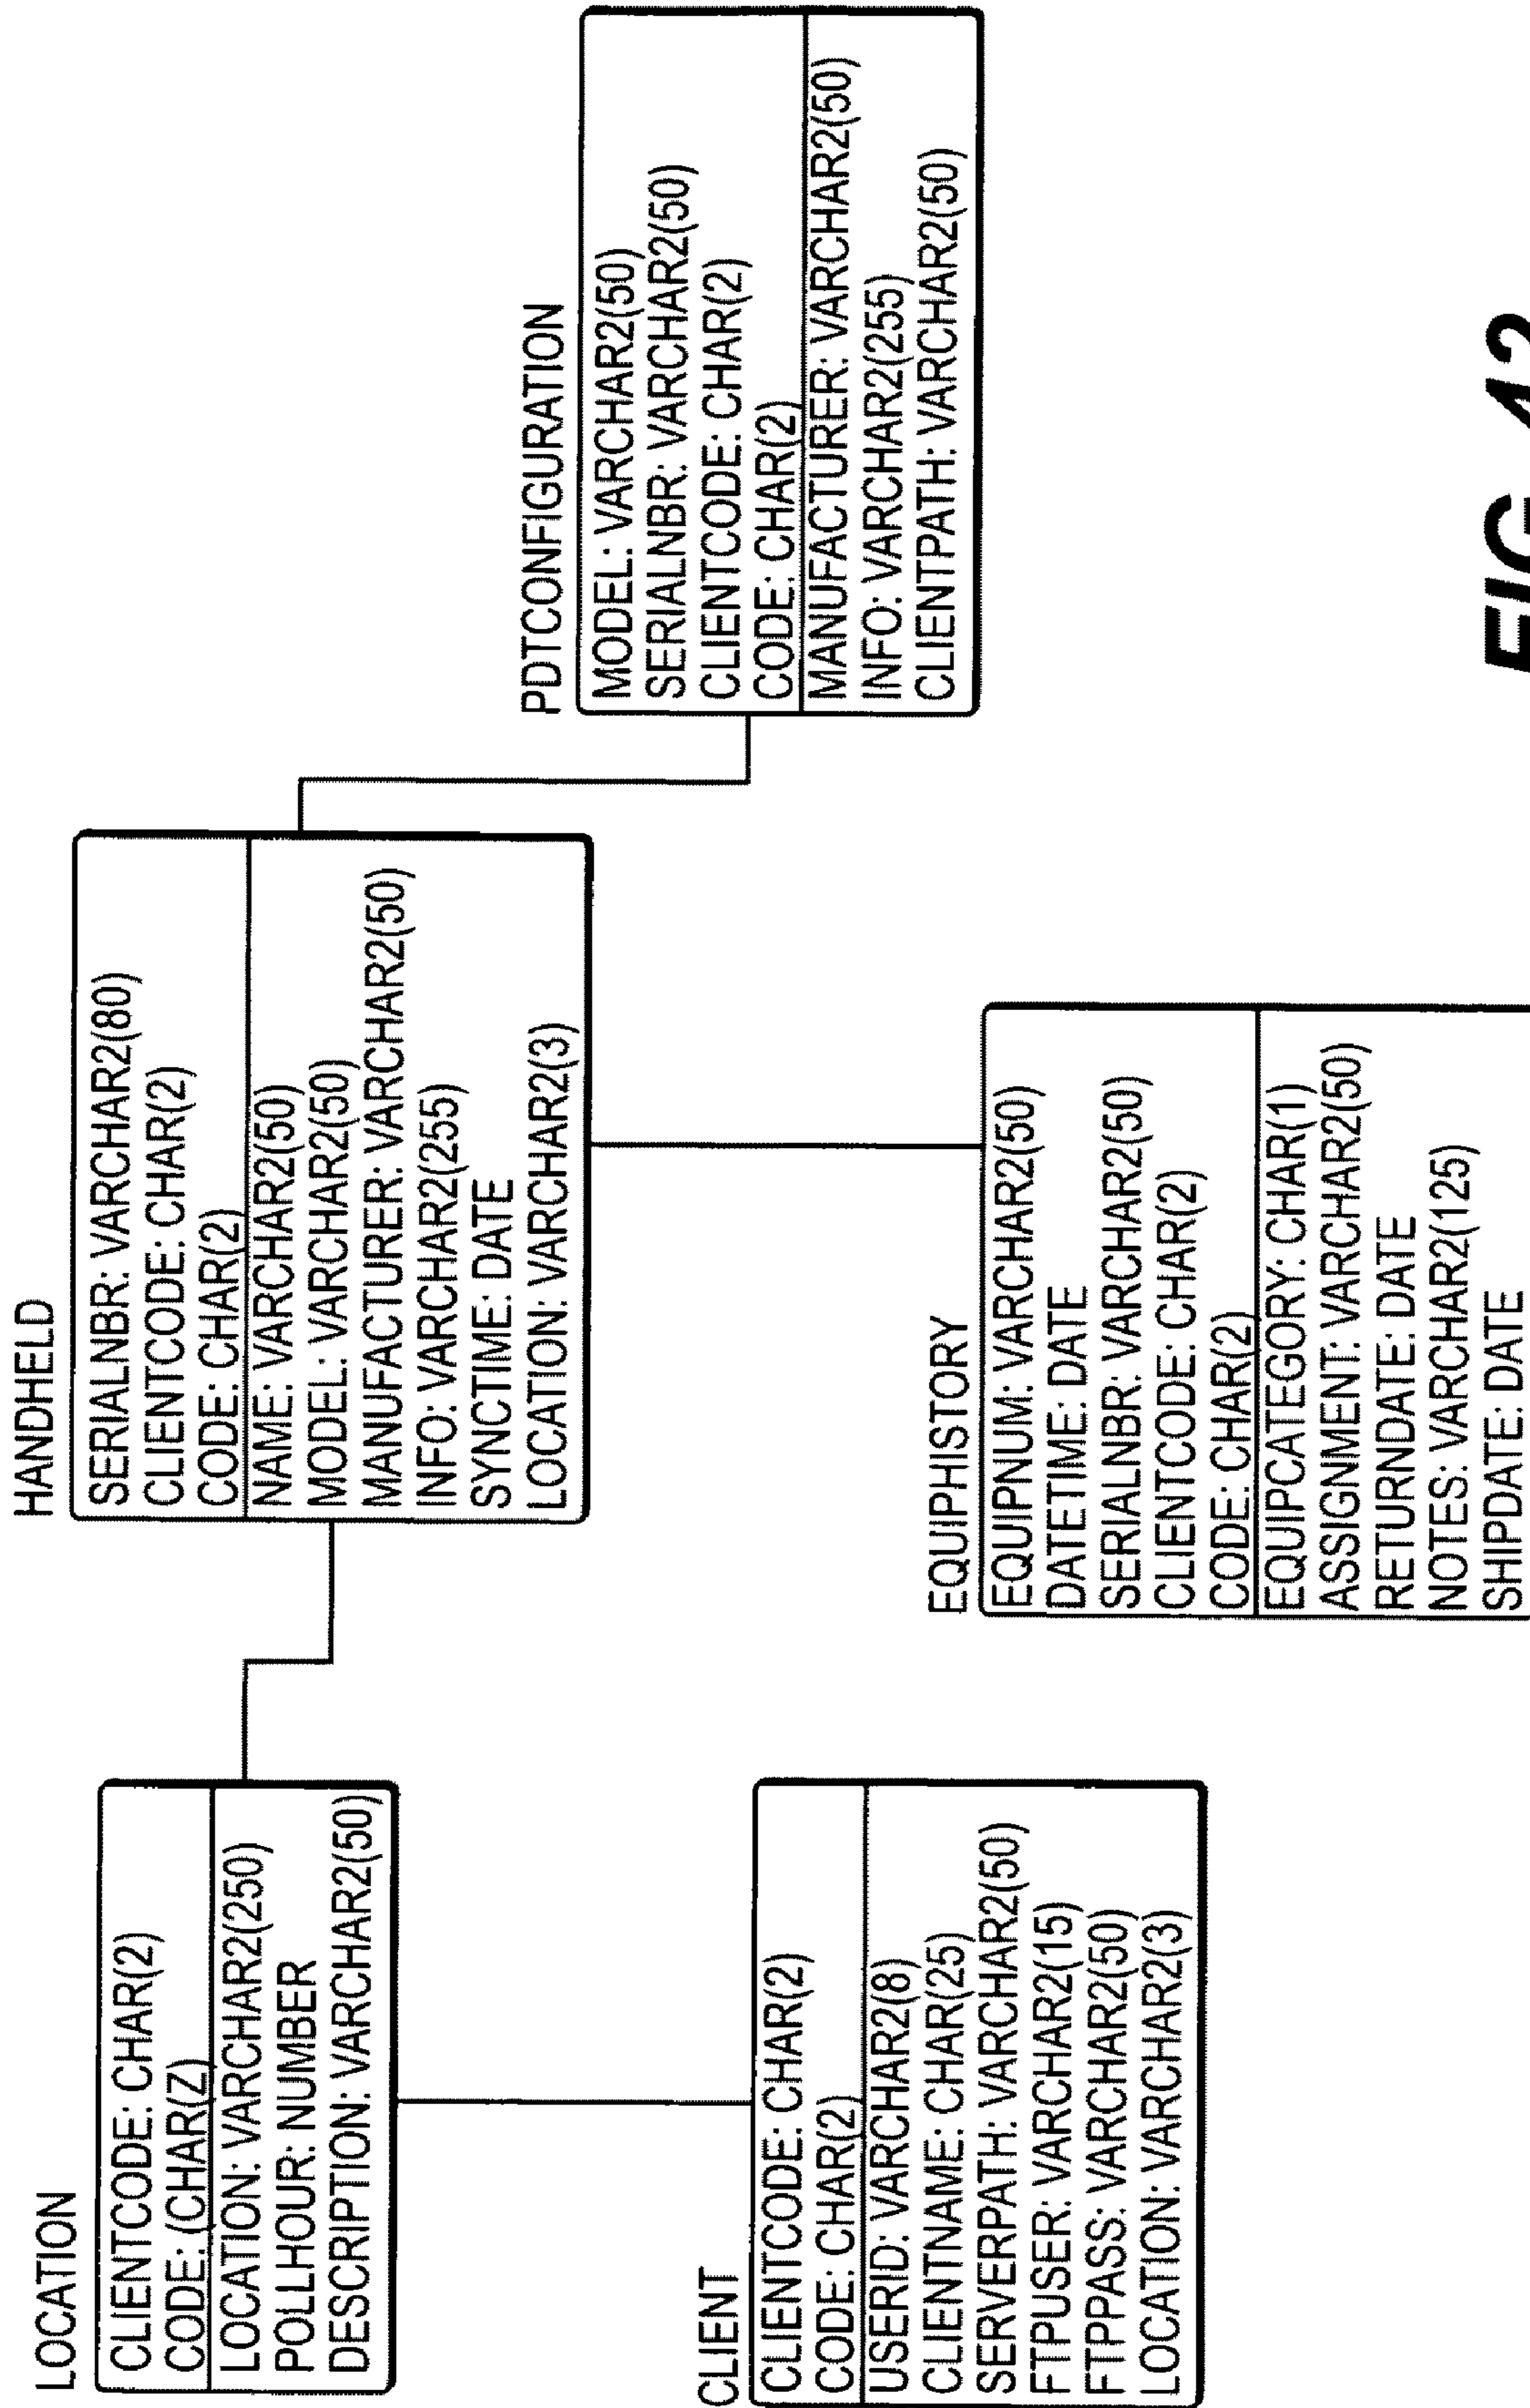 LOCATION
CLIENTCODE: CHAR(2)
CODE: (CHAR(Z)
LOCATION: VARCHAR2(250)
POLLHOUR: NUMBER
DESCRIPTION: VARCHAR2(50)
HANDHELD
SERIALNBR: VARCHAR2(80)
CLIENTCODE: CHAR(2)
CODE: CHAR(2)
NAME: VARCHAR2(50)
MODEL: VARCHAR2(50)
MANUFACTURER: VARCHAR2(50)
INFO: VARCHAR2(255)
SYNCTIME: DATE
LOCATION: VARCHAR2(3)
PDTCONFIGURATION
MODEL: VARCHAR2(50)
SERIALNBR: VARCHAR2(50)
CLIENTCODE: CHAR(2)
CODE: CHAR(2)
MANUFACTURER: VARCHAR2(50)
INFO: VARCHAR2(255)
CLIENTPATH: VARCHAR2(50)
CLIENT
CLIENTCODE: CHAR(2)
CODE: CHAR(2)
USERID: VARCHAR2(8)
CLIENTNAME: CHAR(25)
SERVERPATH: VARCHAR2(50)
FTPUSER: VARCHAR2(15)
FTPPASS: VARCHAR2(50)
LOCATION: VARCHAR2(3)
EQUIPHISTORY
EQUIPNUM: VARCHAR2(50)
DATETIME: DATE
SERIALNBR: VARCHAR2(50)
CLIENTCODE: CHAR(2)
CODE: CHAR(2)
EQUIPCATEGORY: CHAR(1)
ASSIGNMENT: VARCHAR2(50)
RETURNDATE: DATE
NOTES: VARCHAR2(125)
SHIPDATE: DATE
FIG. 42